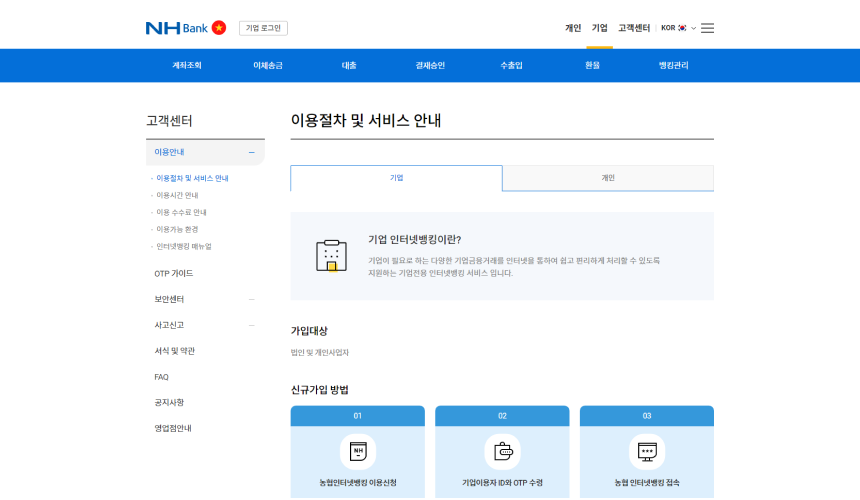 NH Bank
기업 로그인
개인 기업 고객센터 KOR
계좌조회 이체송금 대출 결재승인 수출입 환율 뱅킹관리
고객센터
이용안내
- 이용절차 및 서비스 안내
- 이용시간 안내
- 이용 수수료 안내
- 이용가능 환경
- 인터넷뱅킹 매뉴얼
OTP 가이드
보안센터
사고신고
서식 및 약관
FAQ
공지사항
영업점안내
이용절차 및 서비스 안내
기업 개인
기업 인터넷뱅킹이란?
기업이 필요로 하는 다양한 기업금융거래를 인터넷을 통하여 쉽고 편리하게 처리할 수 있도록
지원하는 기업전용 인터넷뱅킹 서비스 입니다.
가입대상
법인 및 개인사업자
신규가입 방법
01
NH
농협인터넷뱅킹 이용신청
02
기업이용자 ID와 OTP 수령
03
농협 인터넷뱅킹 접속